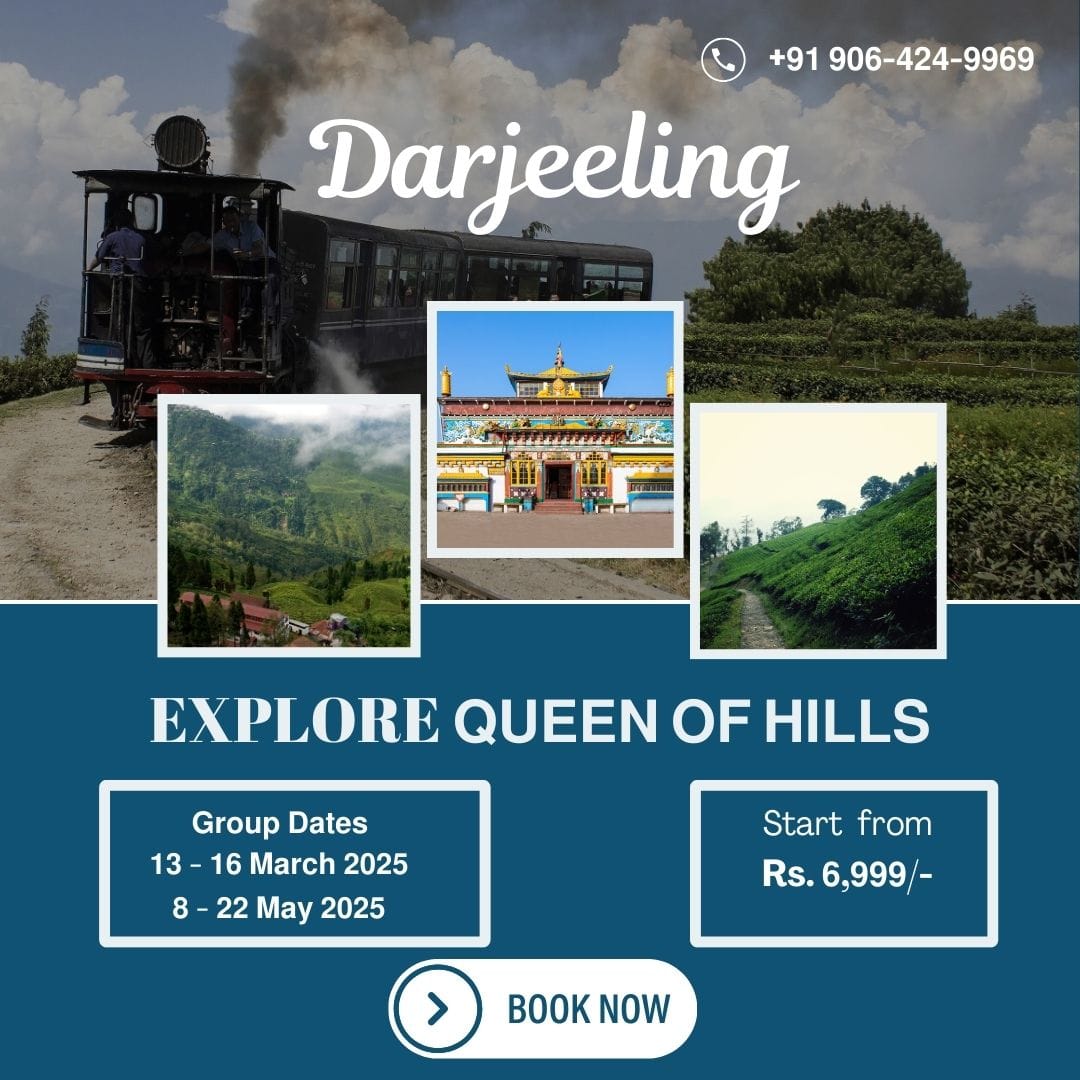 +91 906-424-9969
Darjeeling
EXPLORE QUEEN OF HILLS
Group Dates
13 - 16 March 2025
8 - 22 May 2025
Start from
Rs. 6,999/-
BOOK NOW